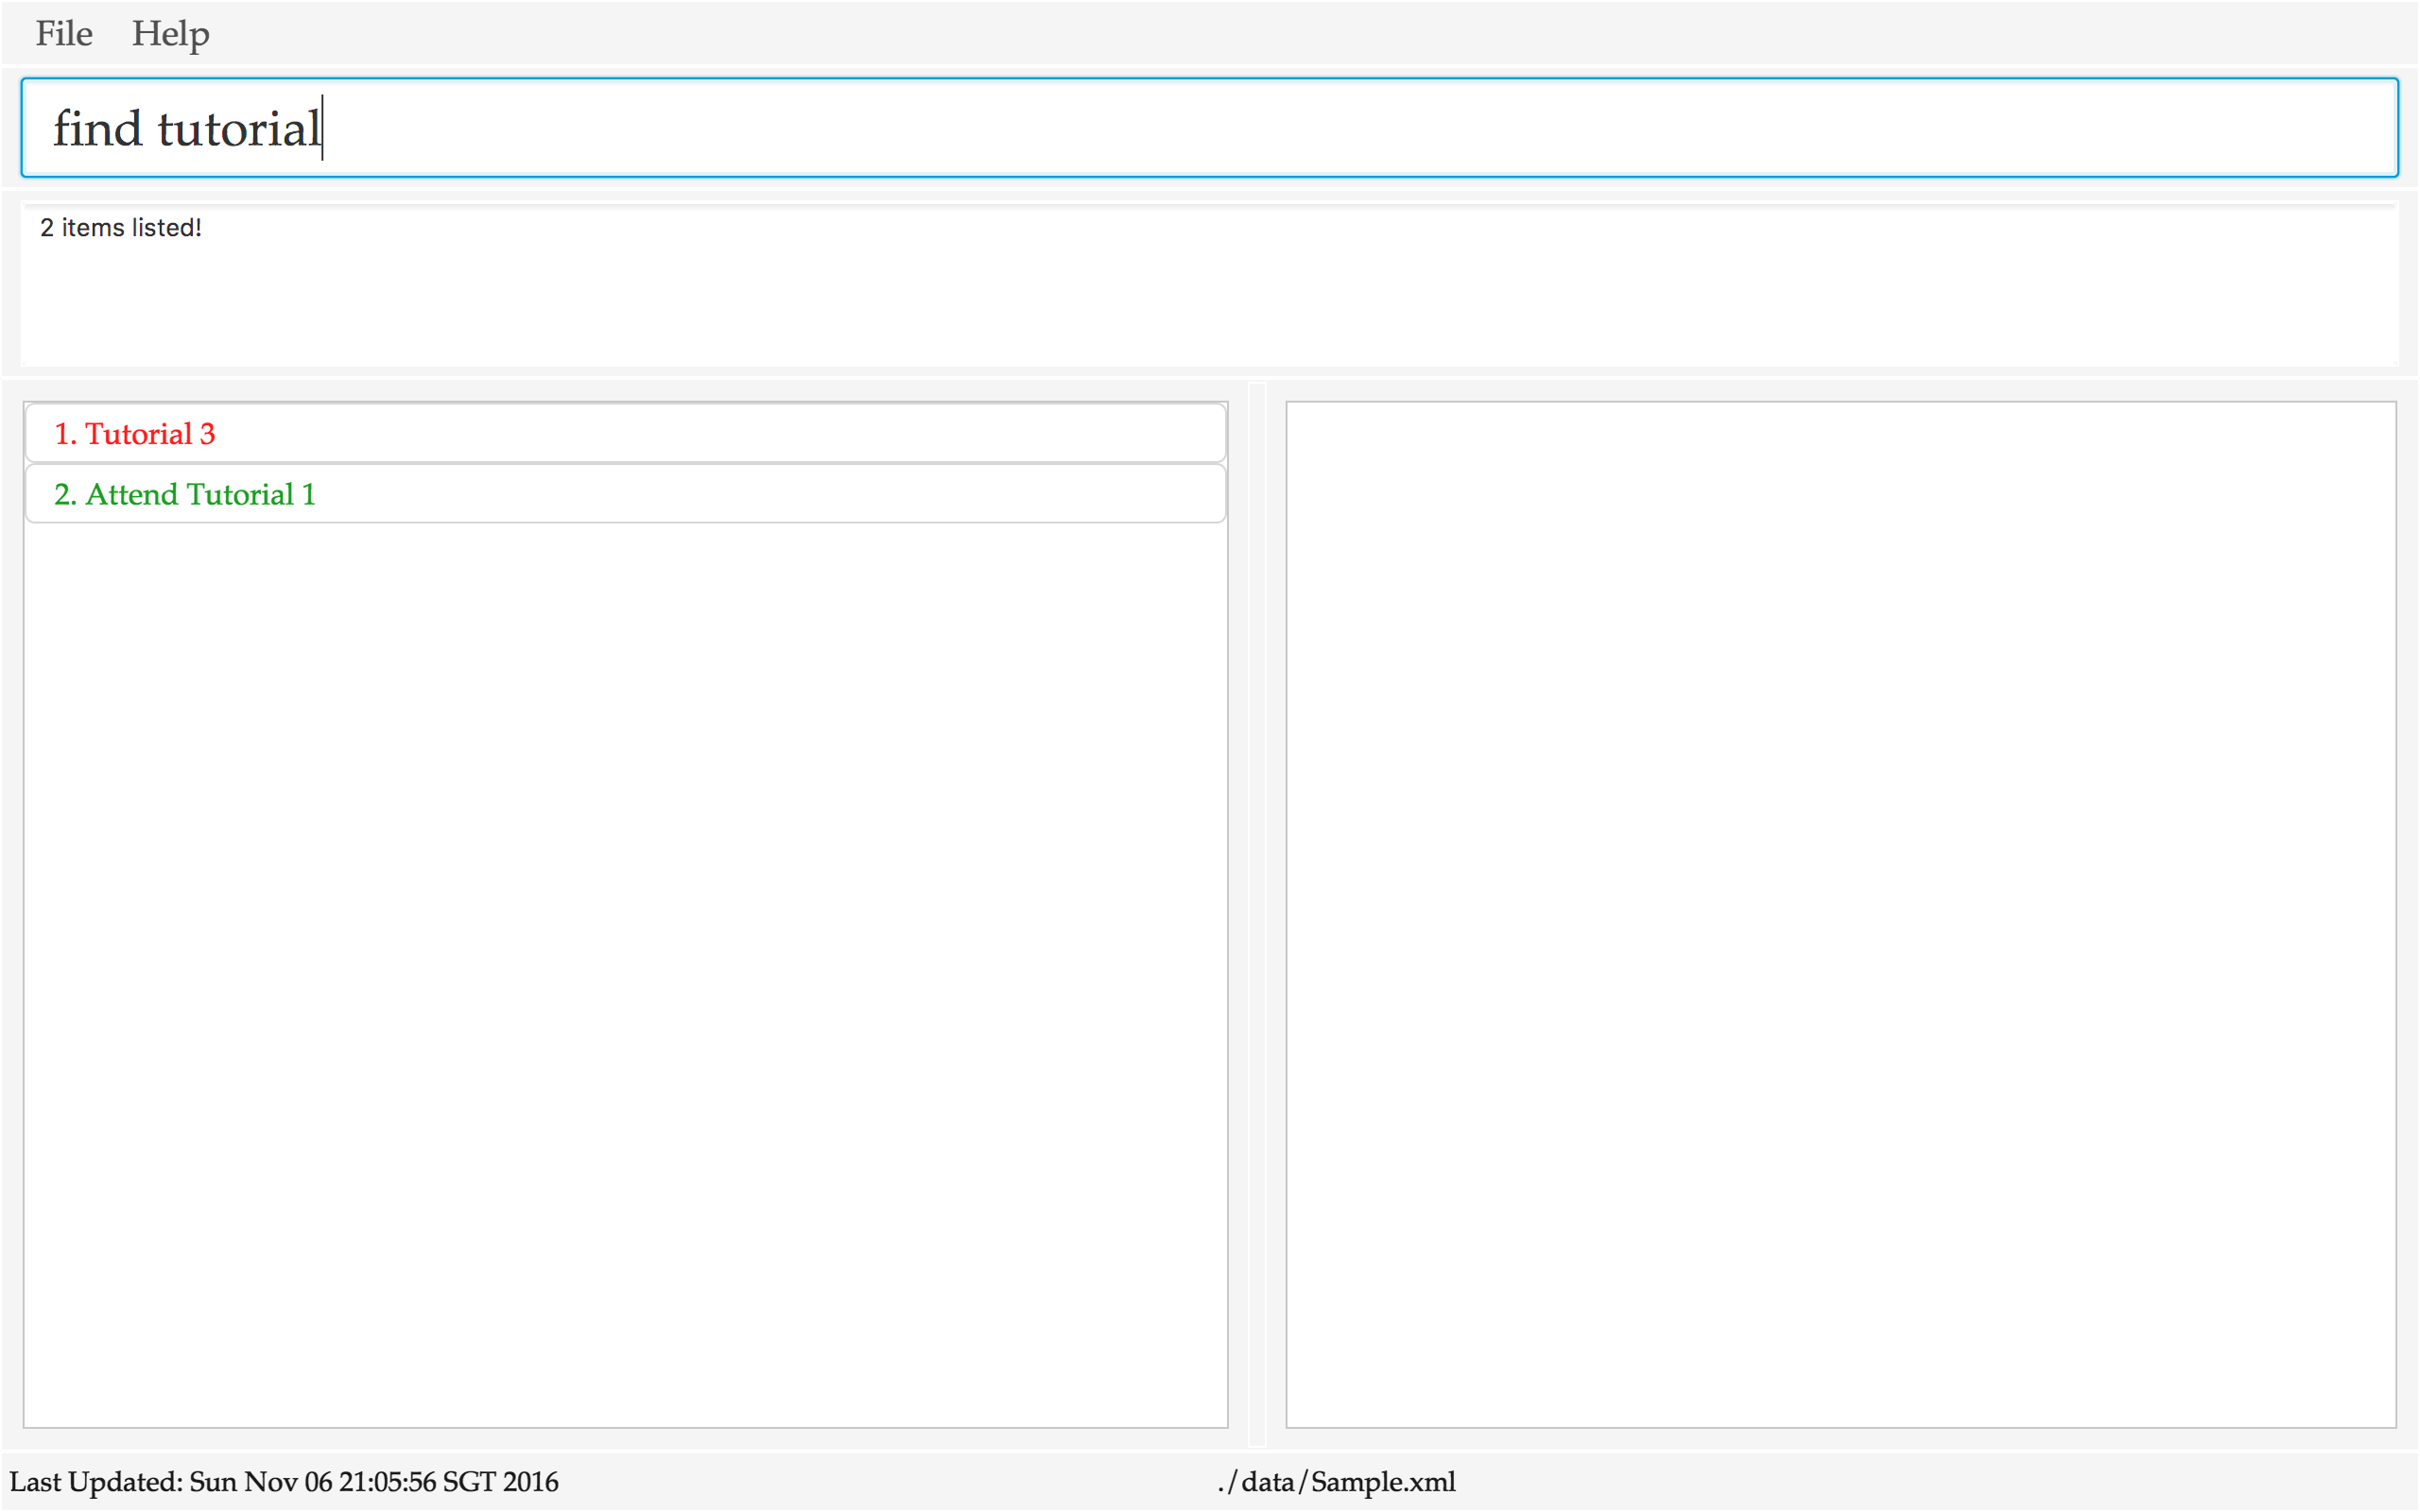 File Help
find tutorial
2 items listed!
1. Tutorial 3
2. Attend Tutorial 1
Last Updated: Sun Nov 06 21:05:56 SGT 2016 ./data/Sample.xml